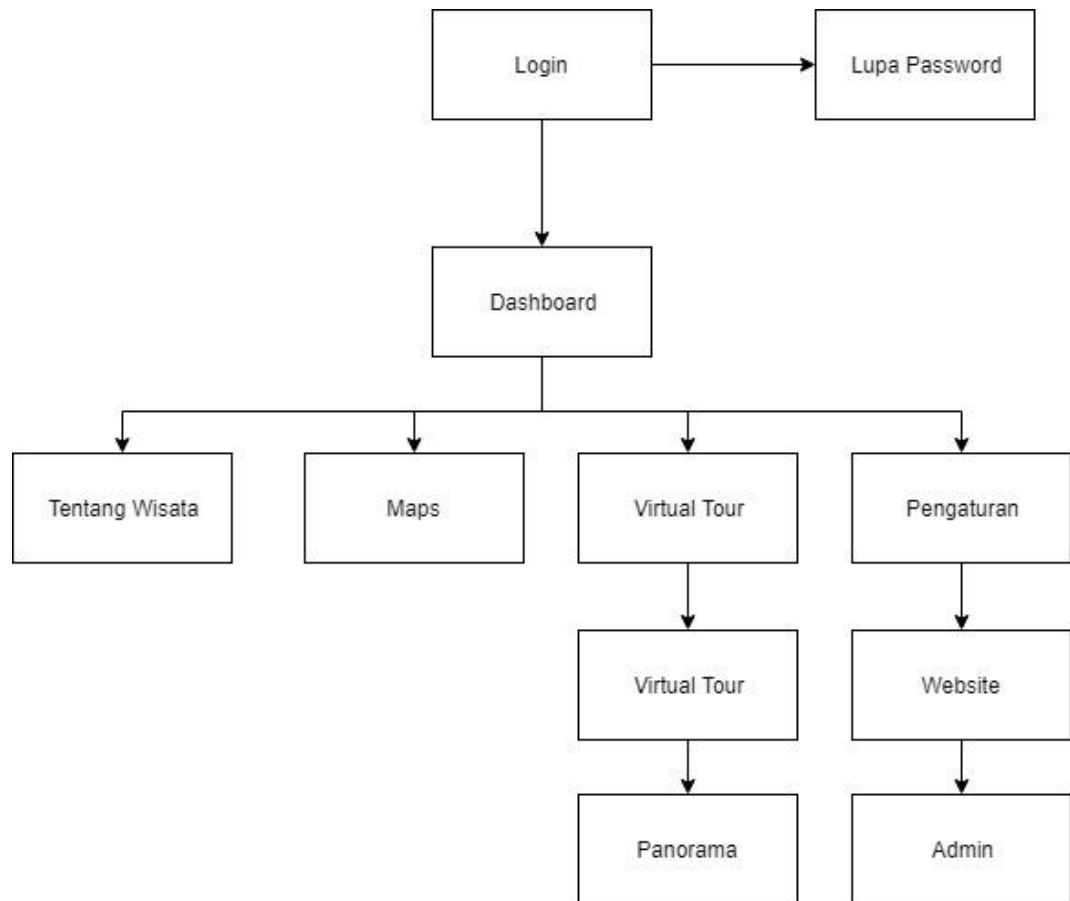 Login
Lupa Password
Dashboard
Tentang Wisata
Maps
Virtual Tour
Pengaturan
Virtual Tour
Website
Panorama
Admin